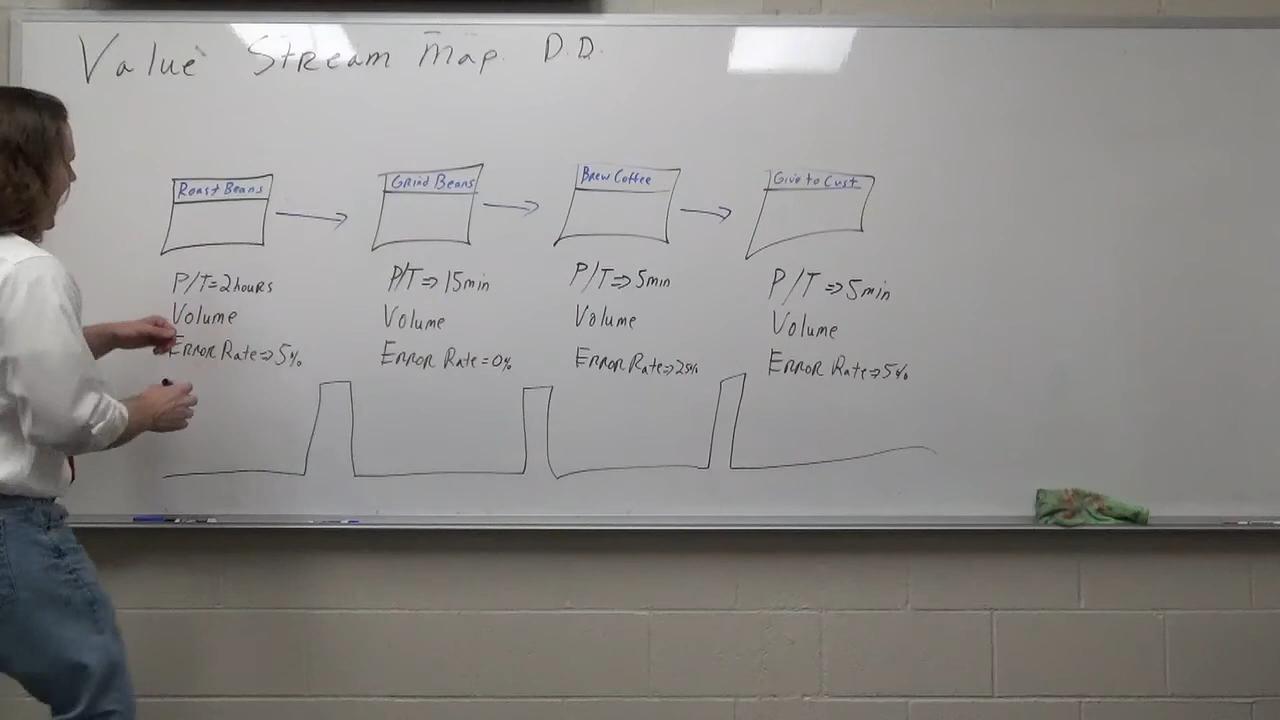 Value Stream Map D.D.
Roast Beans
Grind Beans
Brew Coffee
Give to Cust
P/T=2hours
Volume
Error Rate⇒5%
P/T⇒15min
Volume
Error Rate=0%
P/T⇒5min
Volume
Error Rate⇒25%
P/T⇒5min
Volume
Error Rate⇒5%